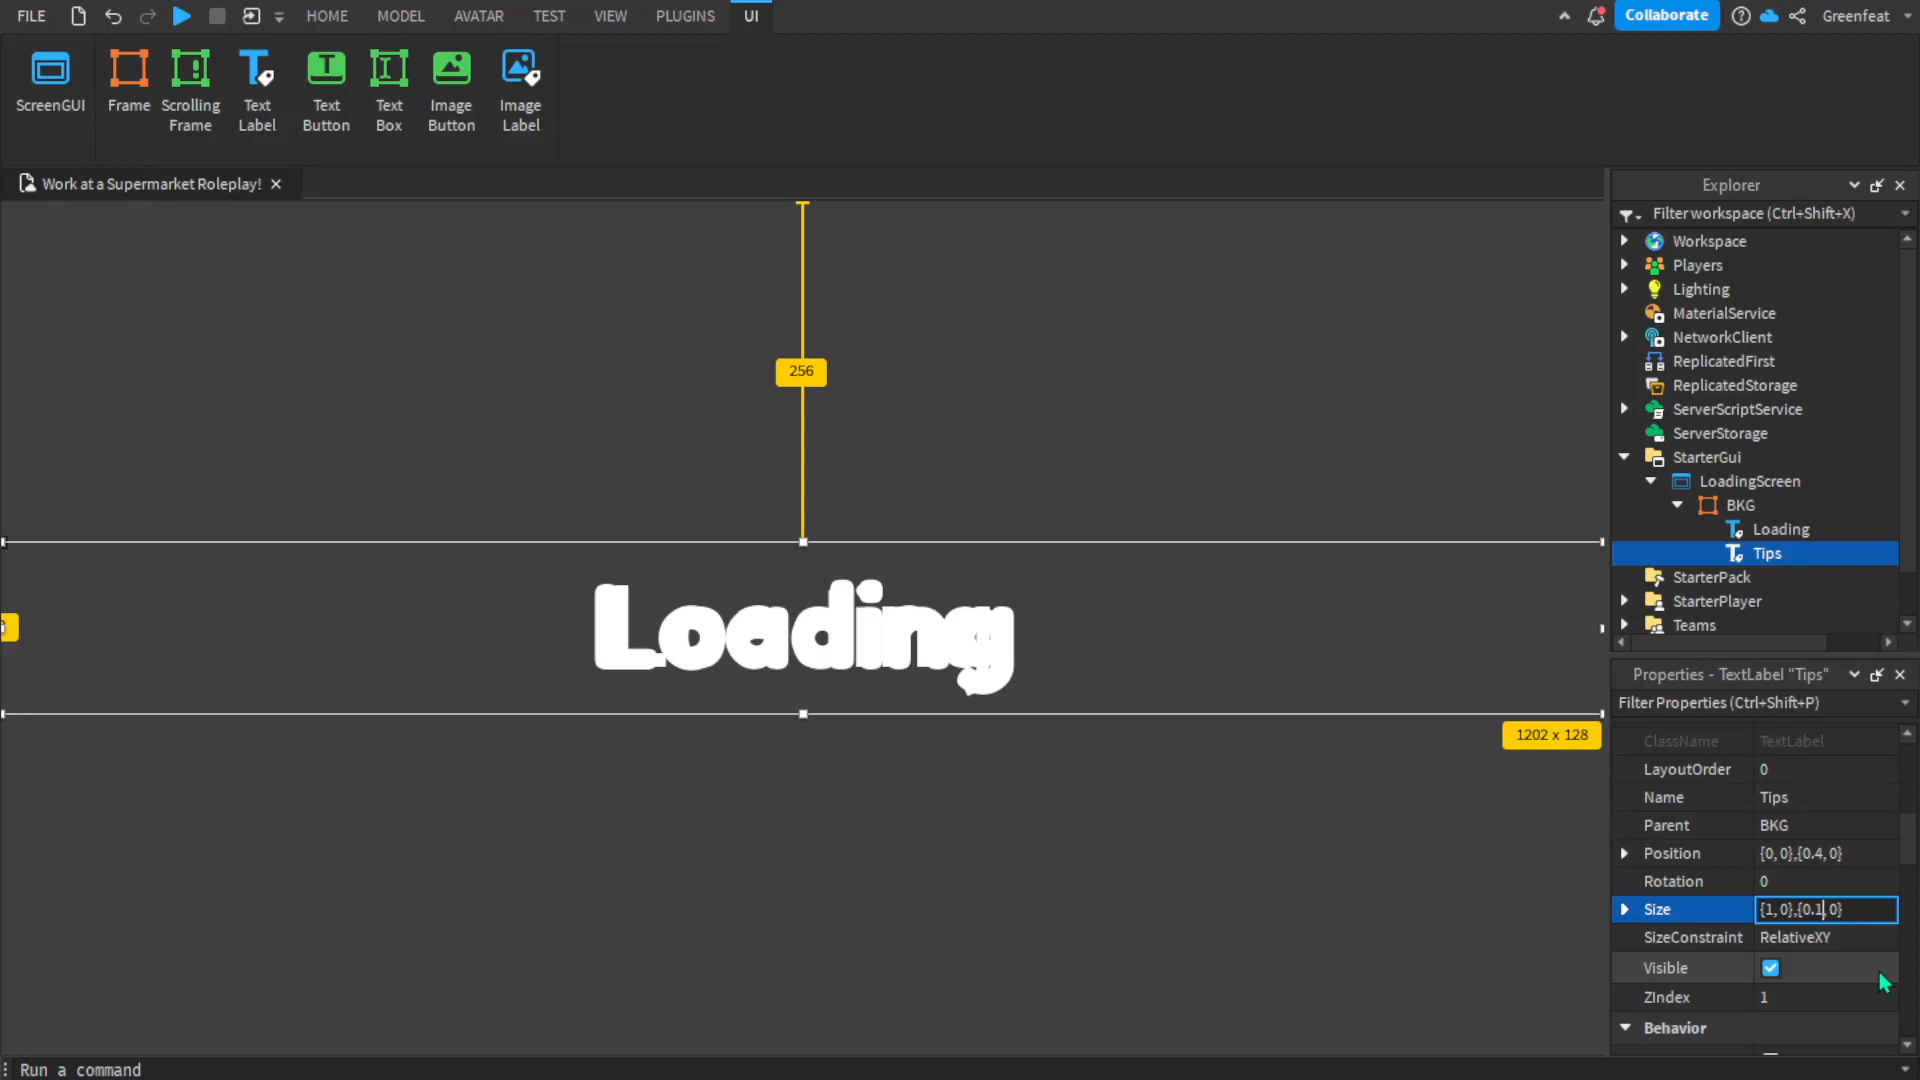 FILE HOME MODEL AVATAR TEST VIEW PLUGINS UI Collaborate Greenfeat
ScreenGUI
Frame
Scrolling
Frame
Text
Label
Text
Button
Text
Box
Image
Button
Image
Label
Work at a Supermarket Roleplay!
256
Loading
1202 x 128
Explorer
Filter workspace (Ctrl+Shift+X)
Workspace
Players
Lighting
MaterialService
NetworkClient
ReplicatedFirst
ReplicatedStorage
ServerScriptService
ServerStorage
StarterGui
LoadingScreen
BKG
Loading
Tips
StarterPack
StarterPlayer
Teams
Properties - TextLabel "Tips"
Filter Properties (Ctrl+Shift+P)
ClassName TextLabel
LayoutOrder 0
Name Tips
Parent BKG
Position {0, 0},{0.4, 0}
Rotation 0
Size {1, 0},{0.1, 0}
SizeConstraint RelativeXY
Visible
ZIndex 1
Behavior
Run a command